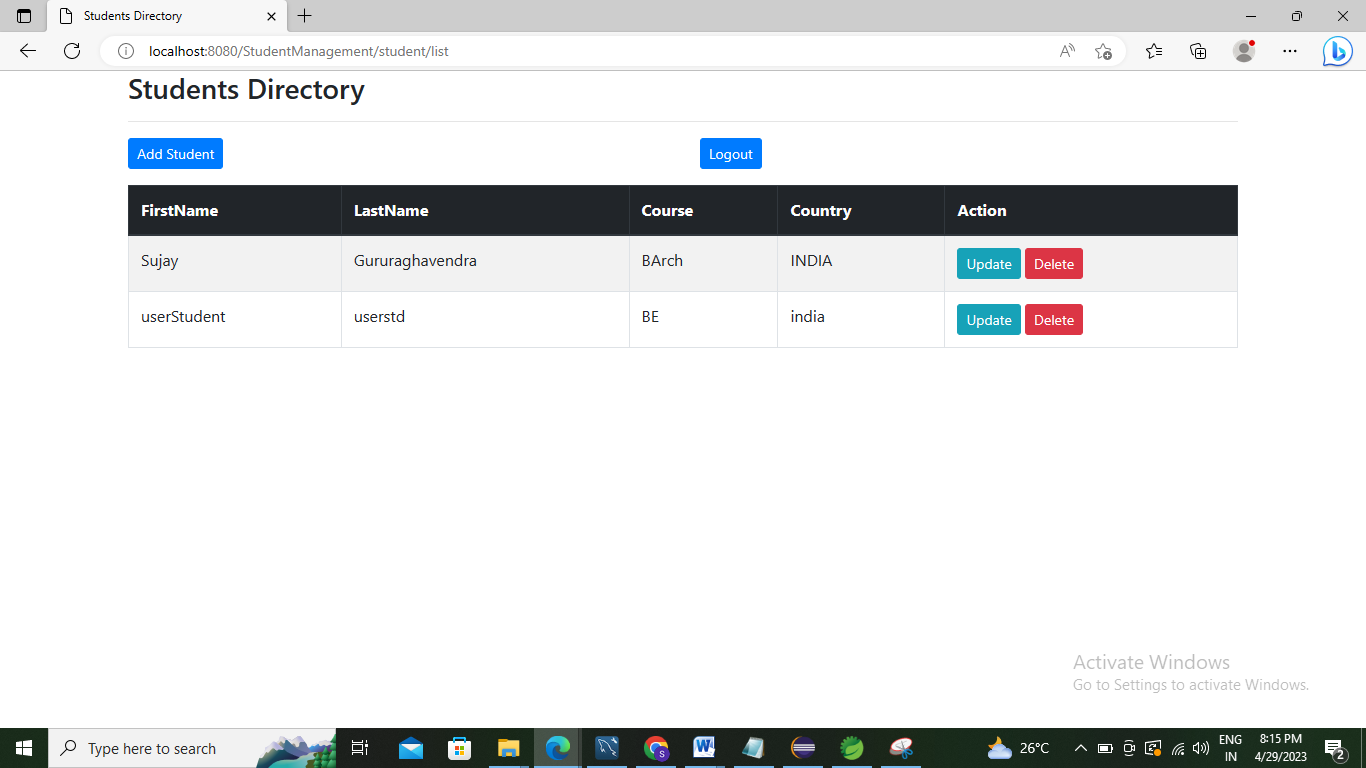 Students Directory
localhost:8080/StudentManagement/student/list
Students Directory
Add Student Logout
FirstName LastName Course Country Action
Sujay Gururaghavendra BArch INDIA Update Delete
userStudent userstd BE india Update Delete
Activate Windows
Go to Settings to activate Windows.
Type here to search 26°C ENG IN 8:15 PM 4/29/2023 2